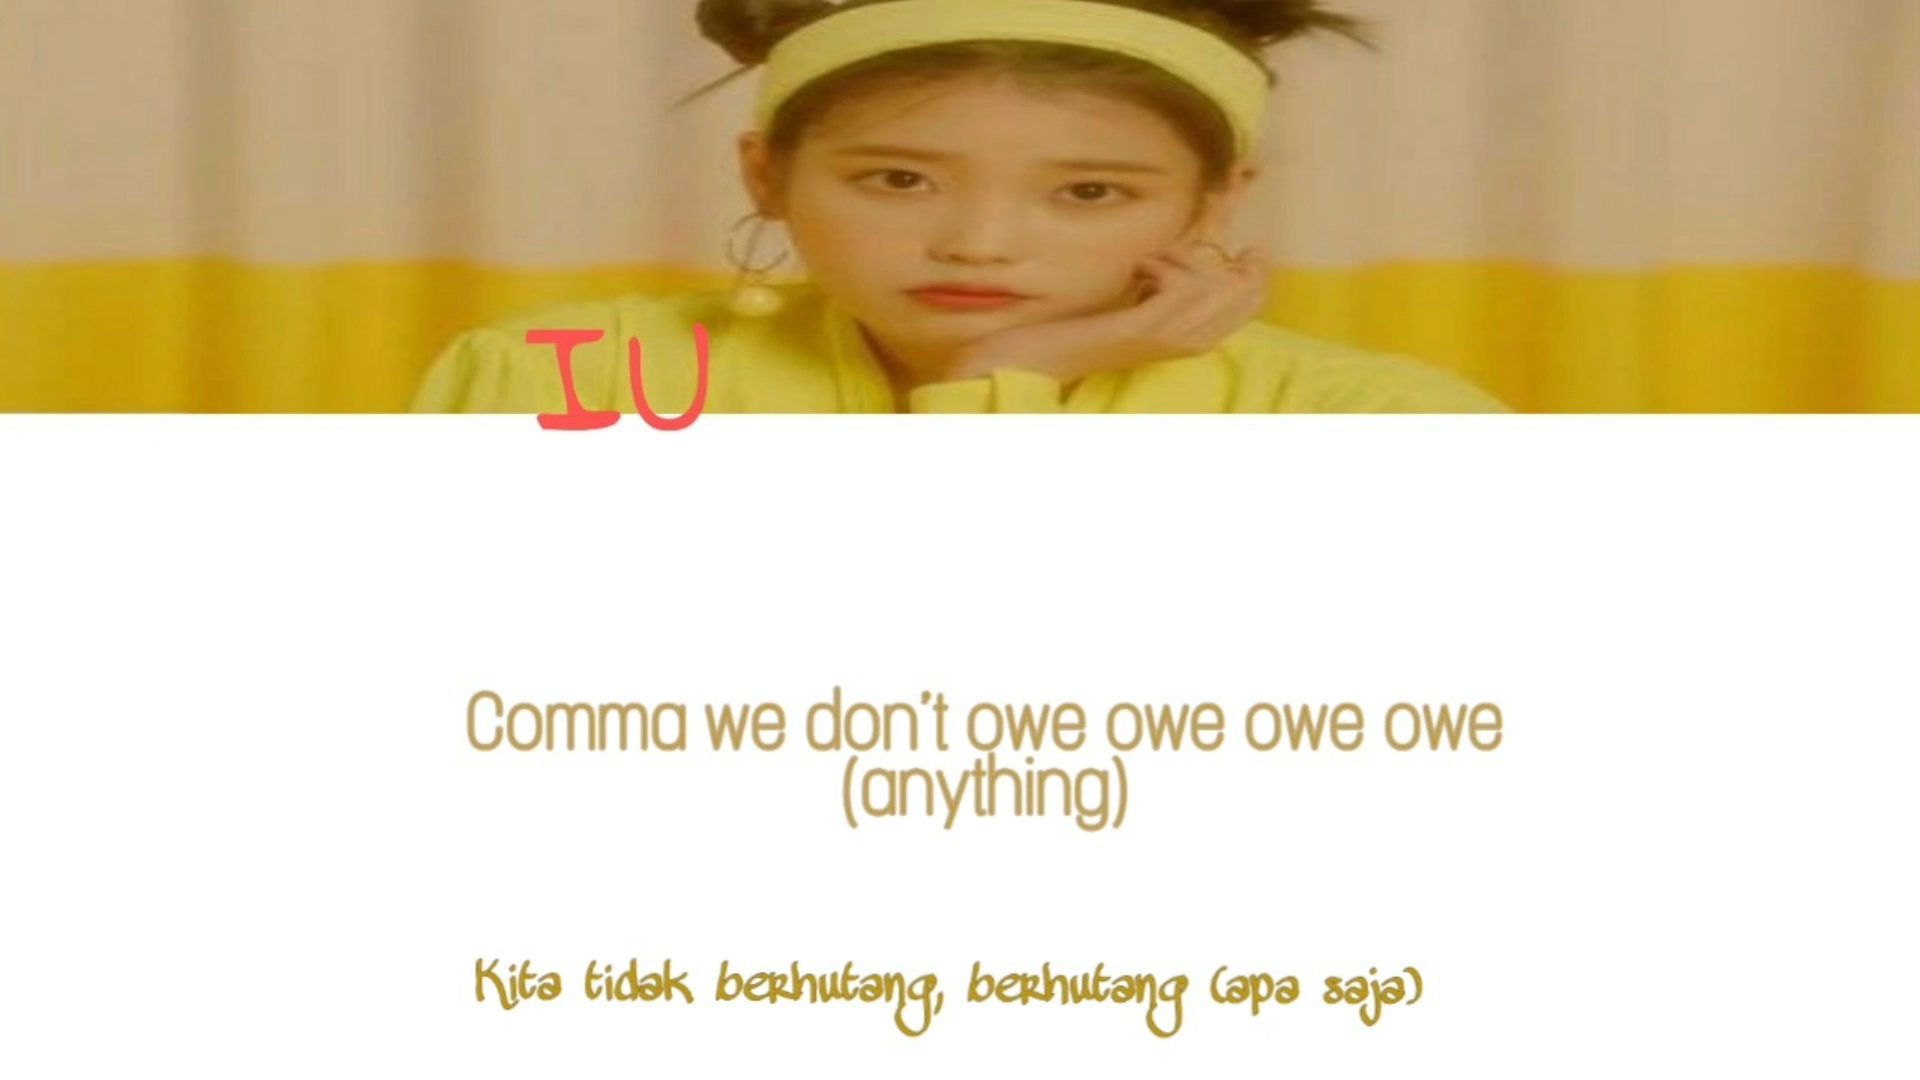 IU
Comma we don't owe owe owe owe
(anything)
Kita tidak berhutang, berhutang (apa saja)